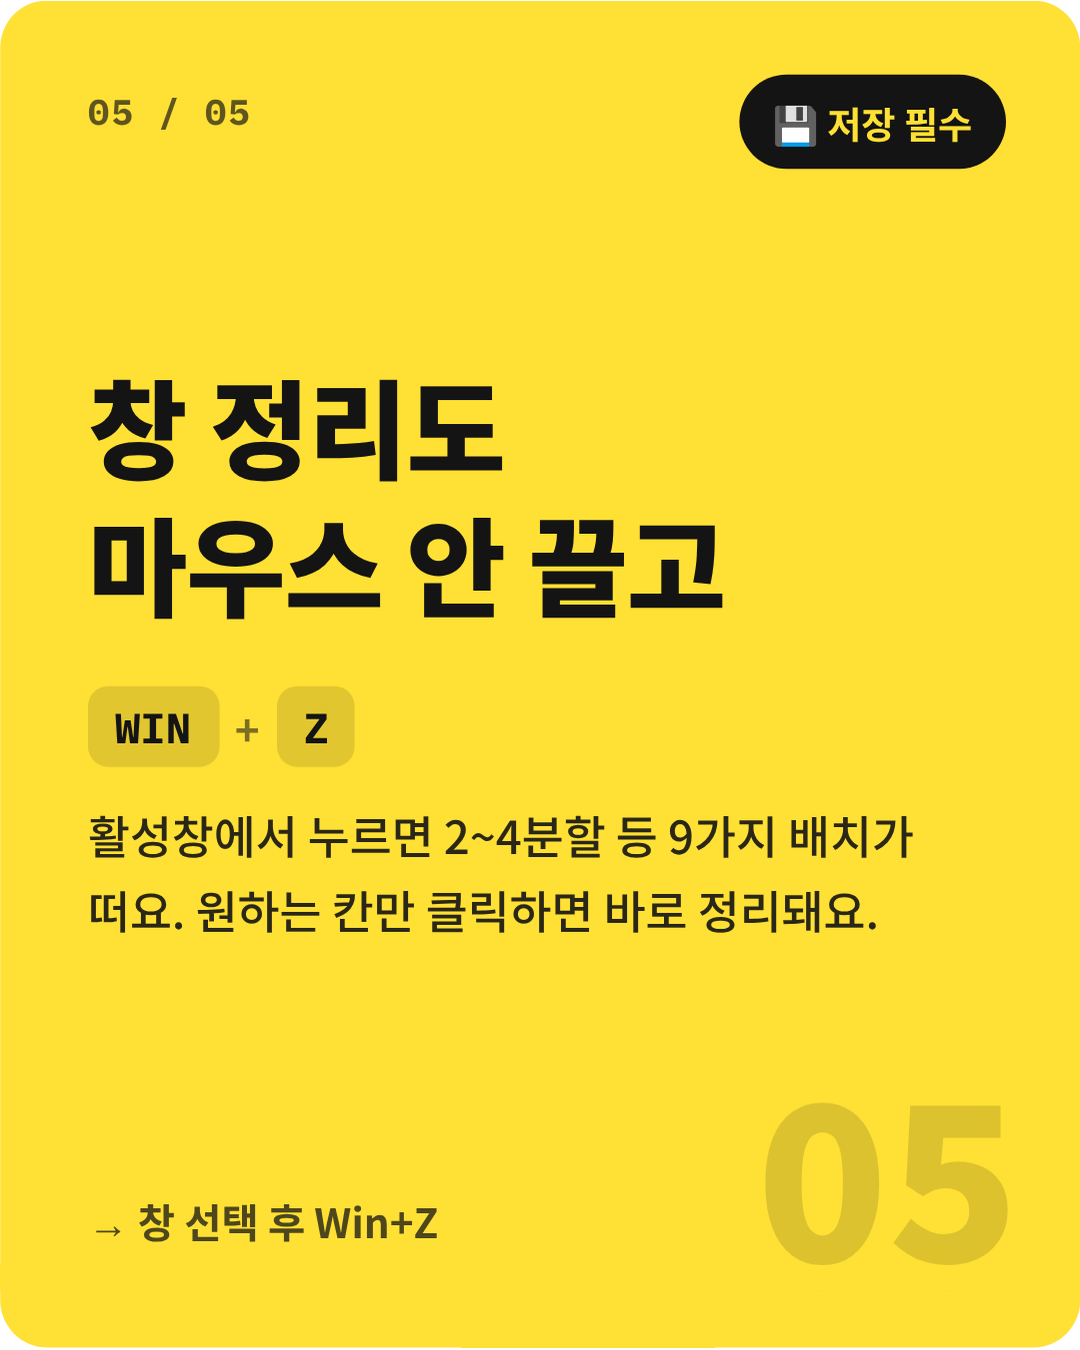 05 / 05
💾 저장 필수
창 정리도
마우스 안 끌고
WIN + Z
활성창에서 누르면 2~4분할 등 9가지 배치가
떠요. 원하는 칸만 클릭하면 바로 정리돼요.
→ 창 선택 후 Win+Z
05